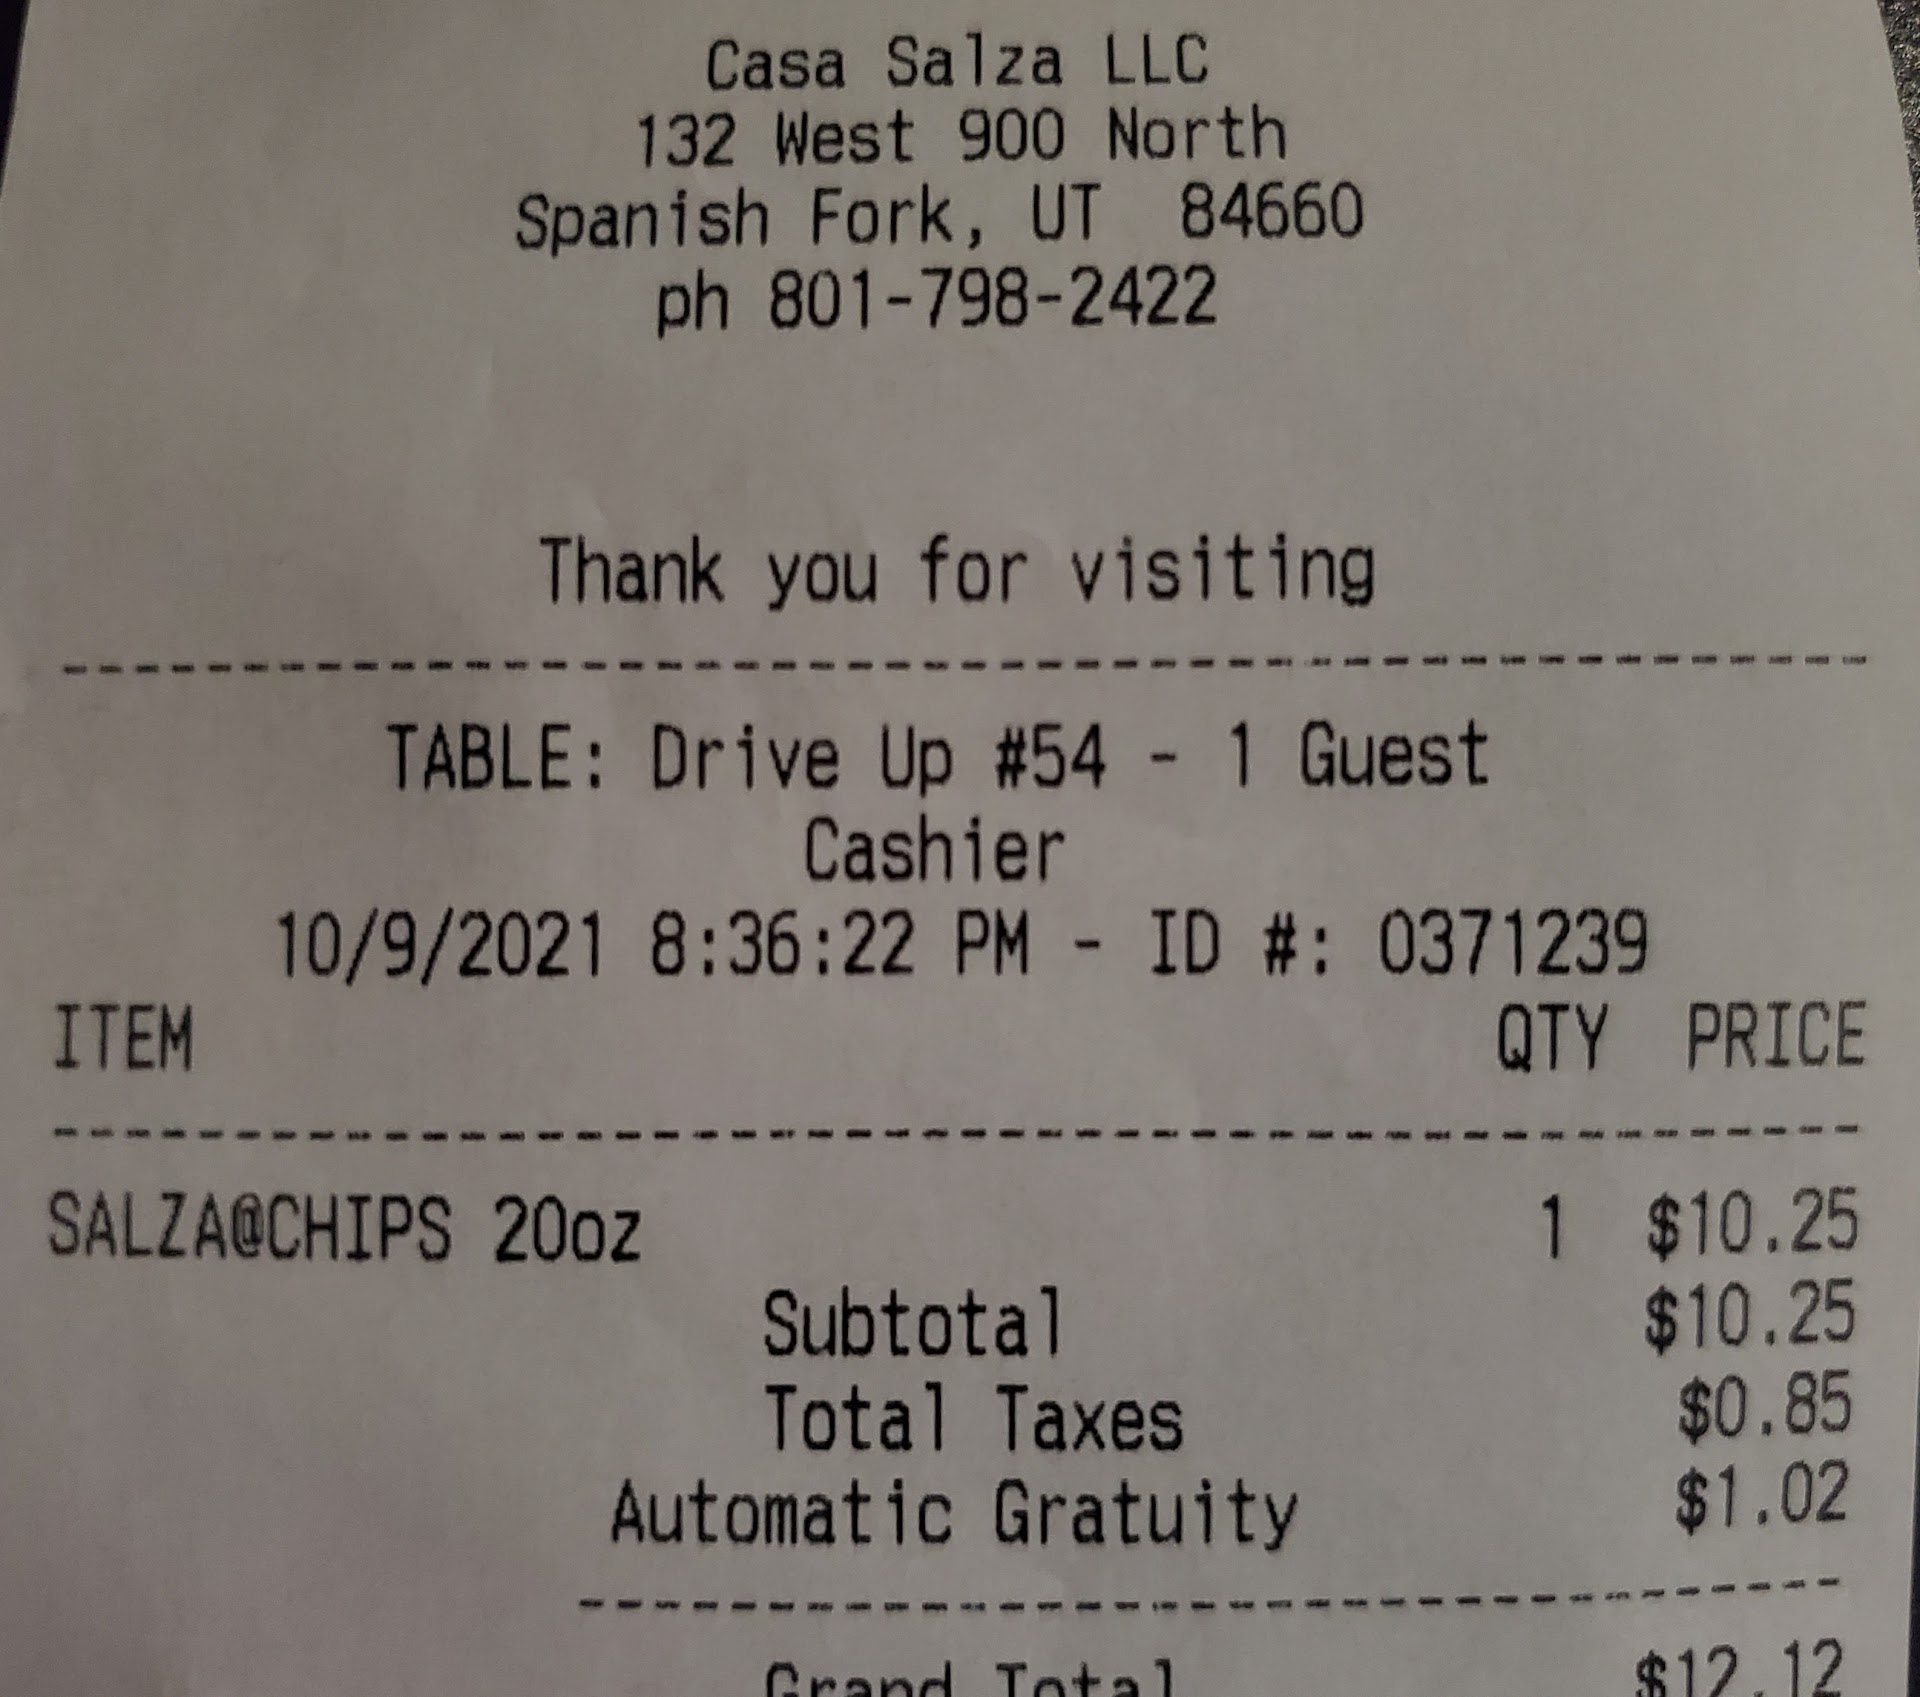 Casa Salza LLC
132 West 900 North
Spanish Fork, UT  84660
ph 801-798-2422
Thank you for visiting
TABLE: Drive Up #54 - 1 Guest
Cashier
10/9/2021 8:36:22 PM - ID #: 0371239
ITEM QTY PRICE
SALZA@CHIPS 20oz 1 $10.25
Subtotal $10.25
Total Taxes $0.85
Automatic Gratuity $1.02
Grand Total $12.12